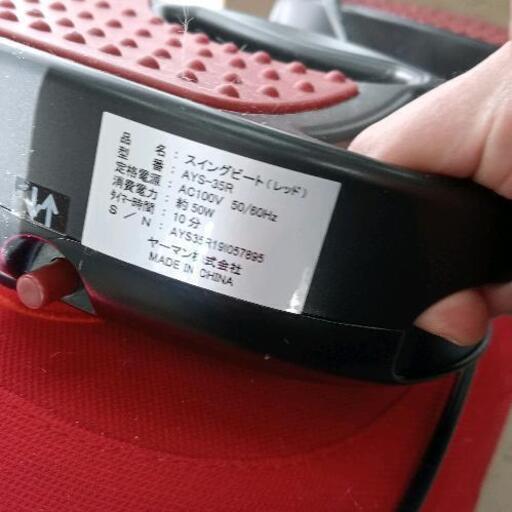 品名：スイングビート（レッド）
型番：AYS-35R
定格電源：AC100V 50/60Hz
消費電力：約50W
ﾀｲﾏｰ時間：10分
S／N：AYS35R19I057895
ヤーマン株式会社
MADE IN CHINA